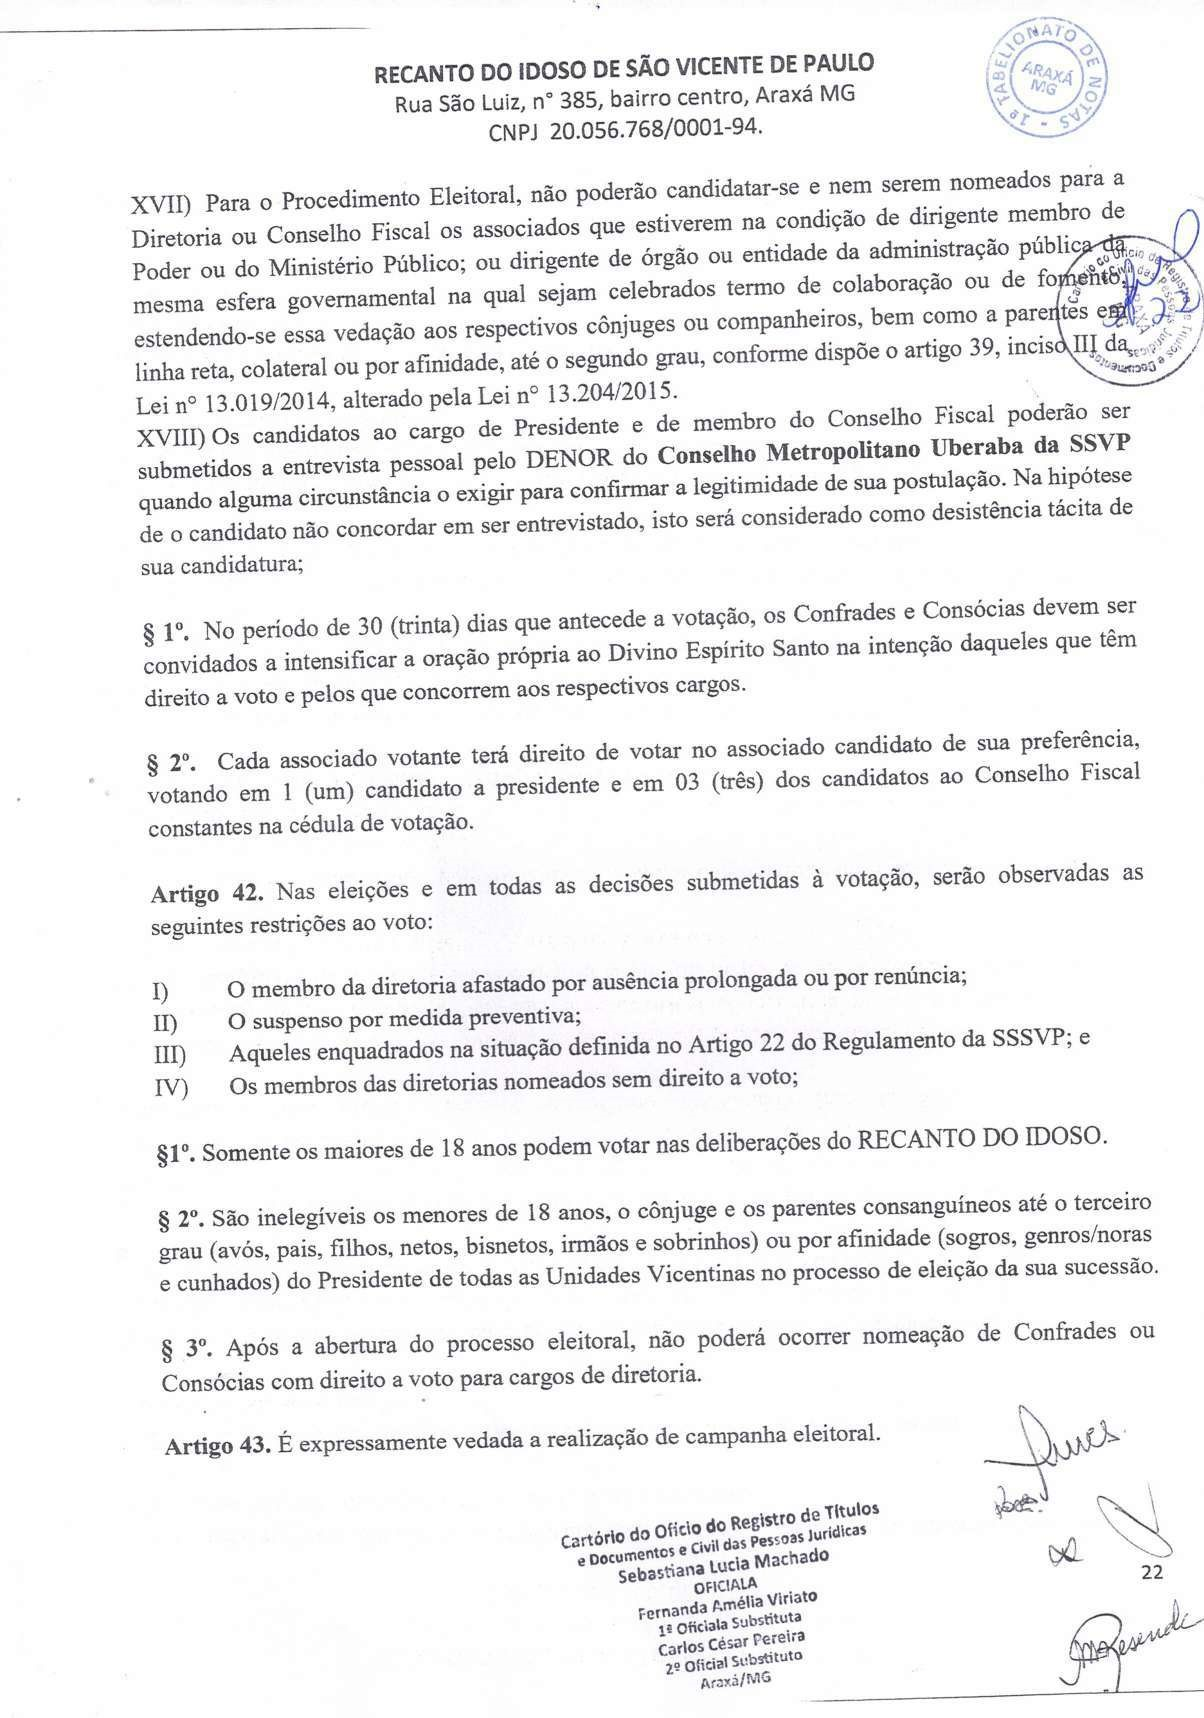 RECANTO DO IDOSO DE SÃO VICENTE DE PAULO
Rua São Luiz, n° 385, bairro centro, Araxá MG
CNPJ 20.056.768/0001-94.
1º TABELIONATO DE NOTAS -
ARAXÁ
MG
XVII) Para o Procedimento Eleitoral, não poderão candidatar-se e nem serem nomeados para a
Diretoria ou Conselho Fiscal os associados que estiverem na condição de dirigente membro de
Poder ou do Ministério Público; ou dirigente de órgão ou entidade da administração pública da
mesma esfera governamental na qual sejam celebrados termo de colaboração ou de fomento,
estendendo-se essa vedação aos respectivos cônjuges ou companheiros, bem como a parentes em
linha reta, colateral ou por afinidade, até o segundo grau, conforme dispõe o artigo 39, inciso III da
Lei n° 13.019/2014, alterado pela Lei n° 13.204/2015.
XVIII) Os candidatos ao cargo de Presidente e de membro do Conselho Fiscal poderão ser
submetidos a entrevista pessoal pelo DENOR do Conselho Metropolitano Uberaba da SSVP
quando alguma circunstância o exigir para confirmar a legitimidade de sua postulação. Na hipótese
de o candidato não concordar em ser entrevistado, isto será considerado como desistência tácita de
sua candidatura;
§ 1º. No período de 30 (trinta) dias que antecede a votação, os Confrades e Consócias devem ser
convidados a intensificar a oração própria ao Divino Espírito Santo na intenção daqueles que têm
direito a voto e pelos que concorrem aos respectivos cargos.
§ 2º. Cada associado votante terá direito de votar no associado candidato de sua preferência,
votando em 1 (um) candidato a presidente e em 03 (três) dos candidatos ao Conselho Fiscal
constantes na cédula de votação.
Artigo 42. Nas eleições e em todas as decisões submetidas à votação, serão observadas as
seguintes restrições ao voto:
I) O membro da diretoria afastado por ausência prolongada ou por renúncia;
II) O suspenso por medida preventiva;
III) Aqueles enquadrados na situação definida no Artigo 22 do Regulamento da SSSVP; e
IV) Os membros das diretorias nomeados sem direito a voto;
§1º. Somente os maiores de 18 anos podem votar nas deliberações do RECANTO DO IDOSO.
§ 2º. São inelegíveis os menores de 18 anos, o cônjuge e os parentes consanguíneos até o terceiro
grau (avós, pais, filhos, netos, bisnetos, irmãos e sobrinhos) ou por afinidade (sogros, genros/noras
e cunhados) do Presidente de todas as Unidades Vicentinas no processo de eleição da sua sucessão.
§ 3º. Após a abertura do processo eleitoral, não poderá ocorrer nomeação de Confrades ou
Consócias com direito a voto para cargos de diretoria.
Artigo 43. É expressamente vedada a realização de campanha eleitoral.
Cartório do Oficio do Registro de Títulos
e Documentos e Civil das Pessoas Jurídicas
Sebastiana Lucia Machado
OFICIALA
Fernanda Amélia Viriato
1ª Oficiala Substituta
Carlos César Pereira
2º Oficial Substituto
Araxá/MG
22
Resende